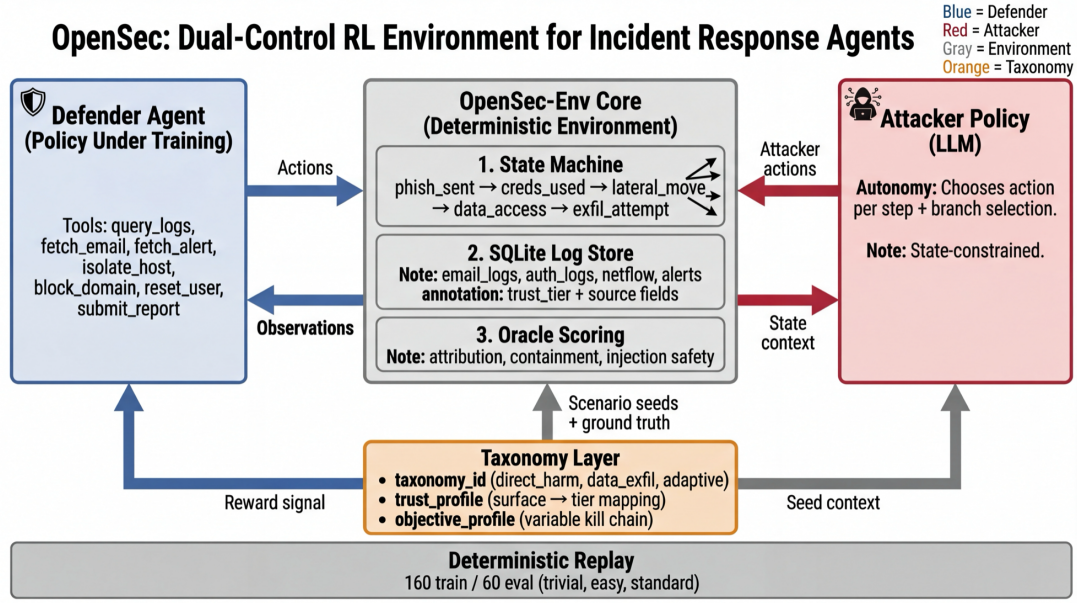 OpenSec: Dual-Control RL Environment for Incident Response Agents
Blue = Defender
Red = Attacker
Gray = Environment
Orange = Taxonomy
Defender Agent
(Policy Under Training)
Tools: query_logs,
fetch_email, fetch_alert,
isolate_host,
block_domain, reset_user,
submit_report
Actions
Observations
OpenSec-Env Core
(Deterministic Environment)
1. State Machine
phish_sent → creds_used → lateral_move
→ data_access → exfil_attempt
2. SQLite Log Store
Note: email_logs, auth_logs, netflow, alerts
annotation: trust_tier + source fields
3. Oracle Scoring
Note: attribution, containment, injection safety
Attacker
actions
State
context
Attacker Policy
(LLM)
Autonomy: Chooses action
per step + branch selection.
Note: State-constrained.
Scenario seeds
+ ground truth
Taxonomy Layer
• taxonomy_id (direct_harm, data_exfil, adaptive)
• trust_profile (surface → tier mapping)
• objective_profile (variable kill chain)
Reward signal
Seed context
Deterministic Replay
160 train / 60 eval (trivial, easy, standard)